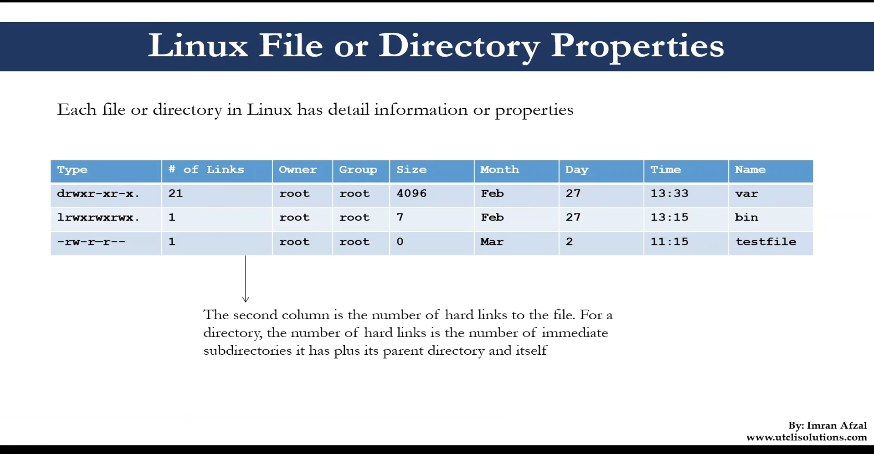 Linux File or Directory Properties
Each file or directory in Linux has detail information or properties
Type # of Links Owner Group Size Month Day Time Name
drwxr-xr-x. 21 root root 4096 Feb 27 13:33 var
lrwxrwxrwx. 1 root root 7 Feb 27 13:15 bin
-rw-r—r-- 1 root root 0 Mar 2 11:15 testfile
The second column is the number of hard links to the file. For a
directory, the number of hard links is the number of immediate
subdirectories it has plus its parent directory and itself
By: Imran Afzal
www.utclisolutions.com